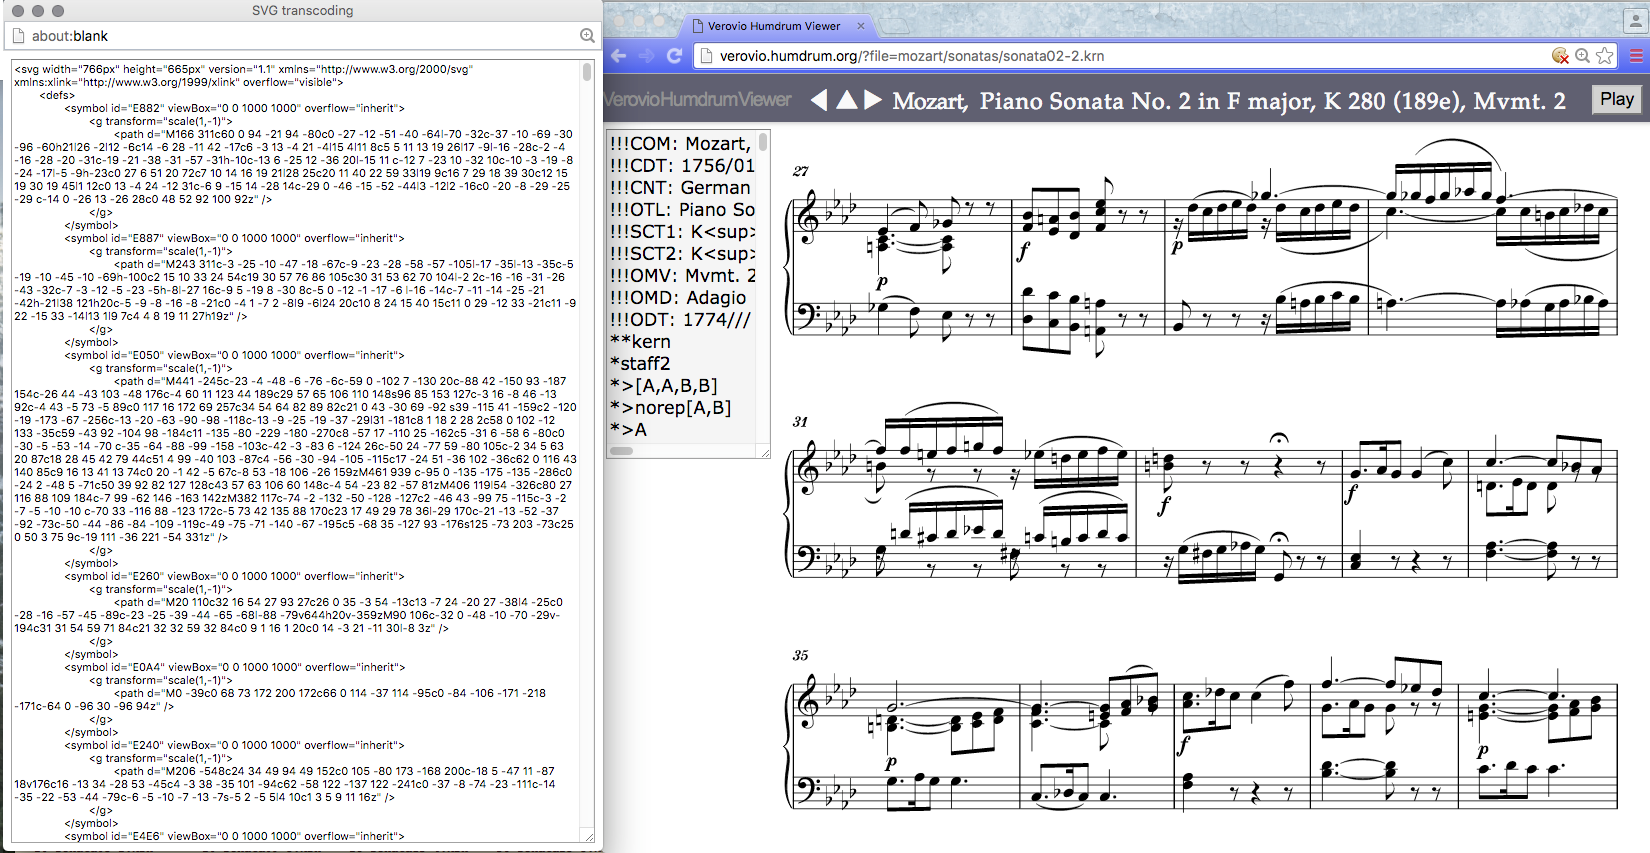 SVG transcoding
about:blank
<svg width="766px" height="665px" version="1.1" xmlns="http://www.w3.org/2000/svg"
xmlns:xlink="http://www.w3.org/1999/xlink" overflow="visible">
<defs>
<symbol id="E882" viewBox="0 0 1000 1000" overflow="inherit">
<g transform="scale(1,-1)">
<path d="M166 311c60 0 94 -21 94 -80c0 -27 -12 -51 -40 -64l-70 -32c-37 -10 -69 -30
-96 -60h21l26 -2l12 -6c14 -6 28 -11 42 -17c6 -3 13 -4 21 -4l15 4l11 8c5 5 11 13 19 26l17 -9l-16 -28c-2 -4
-16 -4 -28 -20 -31c-19 -21 -38 -31 -57 -31h-10c-13 6 -25 12 -36 20l-15 11 c-12 7 -23 10 -32 10c-10 -3 -19 -8
-24 -17l-5 -9h-23c0 27 6 51 20 72c7 10 14 16 19 21l28 25c20 11 40 22 59 33l19 9c16 7 29 18 39 30c12 15
19 30 19 45l1 12c0 13 -4 24 -12 31c-6 9 -15 14 -28 14c-29 0 -46 -15 -52 -44l3 -12l2 -16c0 -20 -8 -29 -25
-29 c-14 0 -26 13 -26 28c0 48 52 92 100 92z" />
</g>
</symbol>
<symbol id="E887" viewBox="0 0 1000 1000" overflow="inherit">
<g transform="scale(1,-1)">
<path d="M243 311c-3 -25 -10 -47 -18 -67c-9 -23 -28 -58 -57 -105l-17 -35l-13 -35c-5
-19 -10 -45 -10 -69h-100c2 15 10 33 24 54c19 30 57 76 86 105c30 31 53 62 70 104l-2 2c-16 -16 -31 -26
-43 -32c-7 -3 -12 -5 -23 -5h-8l-27 16c-9 5 -19 8 -30 8c-5 0 -12 -1 -17 -6 l-16 -14c-7 -11 -14 -25 -21
-42h-21l38 121h20c-5 -9 -8 -16 -8 -21c0 -4 1 -7 2 -8l9 -6l24 20c10 8 24 15 40 15c11 0 29 -12 33 -21c11 -9
22 -15 33 -14l13 1l9 7c4 4 8 19 11 27h19z" />
</g>
</symbol>
<symbol id="E050" viewBox="0 0 1000 1000" overflow="inherit">
<g transform="scale(1,-1)">
<path d="M441 -245c-23 -4 -48 -6 -76 -6c-59 0 -102 7 -130 20c-88 42 -150 93 -187
154c-26 44 -43 103 -48 176c-4 60 11 123 44 189c29 57 65 106 110 148s96 85 153 127c-3 16 -8 46 -13
92c-4 43 -5 73 -5 89c0 117 16 172 69 257c34 54 64 82 89 82c21 0 43 -30 69 -92 s39 -115 41 -159c2 -120
-19 -173 -67 -256c-13 -20 -63 -90 -98 -118c-13 -9 -25 -19 -37 -29l31 -181c8 1 18 2 28 2c58 0 102 -12
133 -35c59 -43 92 -104 98 -184c11 -135 -80 -229 -180 -270c8 -57 17 -110 25 -162c5 -31 6 -58 6 -80c0
-30 -5 -53 -14 -70 c-35 -64 -88 -99 -158 -103c-42 -3 -83 6 -124 26c-50 24 -77 59 -80 105c-2 34 5 63
20 87c18 28 45 42 79 44c51 4 99 -40 103 -87c4 -56 -30 -94 -105 -115c17 -24 51 -36 102 -36c62 0 116 43
140 85c9 16 13 41 13 74c0 20 -1 42 -5 67c-8 53 -18 106 -26 159zM461 939 c-95 0 -135 -175 -135 -286c0
-24 2 -48 5 -71c50 39 92 82 127 128c43 57 63 106 60 148c-4 54 -23 82 -57 81zM406 119l54 -326c80 27
116 88 109 184c-7 99 -62 146 -163 142zM382 117c-74 -2 -132 -50 -128 -127c2 -46 43 -99 75 -115c-3 -2
-7 -5 -10 -10 c-70 33 -116 88 -123 172c-5 73 42 135 88 170c23 17 49 29 78 36l-29 170c-21 -13 -52 -37
-92 -73c-50 -44 -86 -84 -109 -119c-49 -75 -71 -140 -67 -195c5 -68 35 -127 93 -176s125 -73 203 -73c25
0 50 3 75 9c-19 111 -36 221 -54 331z" />
</g>
</symbol>
<symbol id="E260" viewBox="0 0 1000 1000" overflow="inherit">
<g transform="scale(1,-1)">
<path d="M20 110c32 16 54 27 93 27c26 0 35 -3 54 -13c13 -7 24 -20 27 -38l4 -25c0
-28 -16 -57 -45 -89c-23 -25 -39 -44 -65 -68l-88 -79v644h20v-359zM90 106c-32 0 -48 -10 -70 -29v-
194c31 31 54 59 71 84c21 32 32 59 32 84c0 9 1 16 1 20c0 14 -3 21 -11 30l-8 3z" />
</g>
</symbol>
<symbol id="E0A4" viewBox="0 0 1000 1000" overflow="inherit">
<g transform="scale(1,-1)">
<path d="M0 -39c0 68 73 172 200 172c66 0 114 -37 114 -95c0 -84 -106 -171 -218
-171c-64 0 -96 30 -96 94z" />
</g>
</symbol>
<symbol id="E240" viewBox="0 0 1000 1000" overflow="inherit">
<g transform="scale(1,-1)">
<path d="M206 -548c24 34 49 94 49 152c0 105 -80 173 -168 200c-18 5 -47 11 -87
18v176c16 -13 34 -28 53 -45c4 -3 38 -35 101 -94c62 -58 122 -137 122 -241c0 -37 -8 -74 -23 -111c-14
-35 -22 -53 -44 -79c-6 -5 -10 -7 -13 -7s-5 2 -5 5l4 10c1 3 5 9 11 16z" />
</g>
</symbol>
<symbol id="E4E6" viewBox="0 0 1000 1000" overflow="inherit">
Verovio Humdrum Viewer
verovio.humdrum.org/?file=mozart/sonatas/sonata02-2.krn
VerovioHumdrumViewer
Mozart, Piano Sonata No. 2 in F major, K 280 (189e), Mvmt. 2
Play
!!!COM: Mozart,
!!!CDT: 1756/01
!!!CNT: German
!!!OTL: Piano So
!!!SCT1: K<sup>
!!!SCT2: K<sup>
!!!OMV: Mvmt. 2
!!!OMD: Adagio
!!!ODT: 1774///
**kern
*staff2
*>[A,A,B,B]
*>norep[A,B]
*>A
27
p
f
p
31
f
f
35
p
f
p